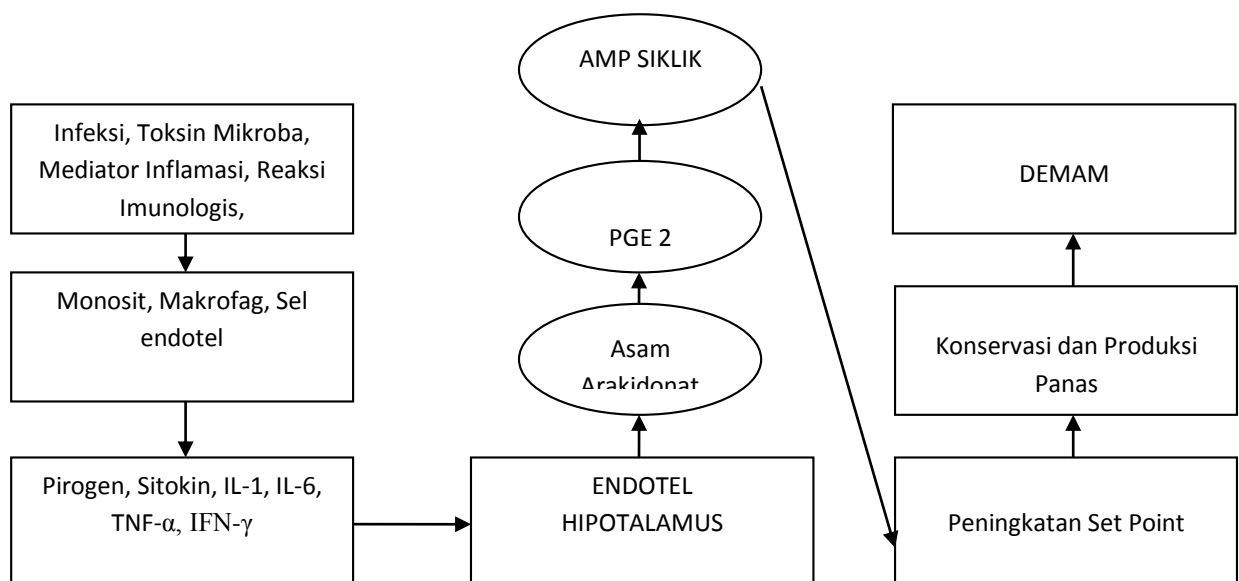 Infeksi, Toksin Mikroba,
Mediator Inflamasi, Reaksi
Imunologis,
Monosit, Makrofag, Sel
endotel
Pirogen, Sitokin, IL-1, IL-6,
TNF-α, IFN-γ
ENDOTEL
HIPOTALAMUS
Asam
Arakidonat
PGE 2
AMP SIKLIK
Peningkatan Set Point
Konservasi dan Produksi
Panas
DEMAM